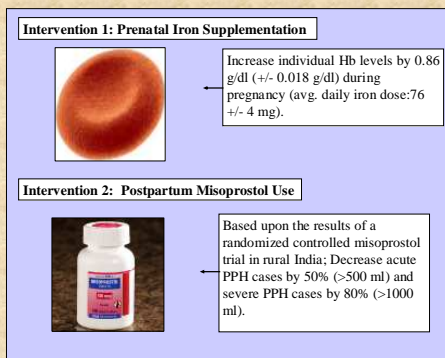 Intervention 1: Prenatal Iron Supplementation
Increase individual Hb levels by 0.86
g/dl (+/- 0.018 g/dl) during
pregnancy (avg. daily iron dose:76
+/- 4 mg).
Intervention 2:  Postpartum Misoprostol Use
Based upon the results of a
randomized controlled misoprostol
trial in rural India; Decrease acute
PPH cases by 50% (>500 ml) and
severe PPH cases by 80% (>1000
ml).
MISOPROSTOL